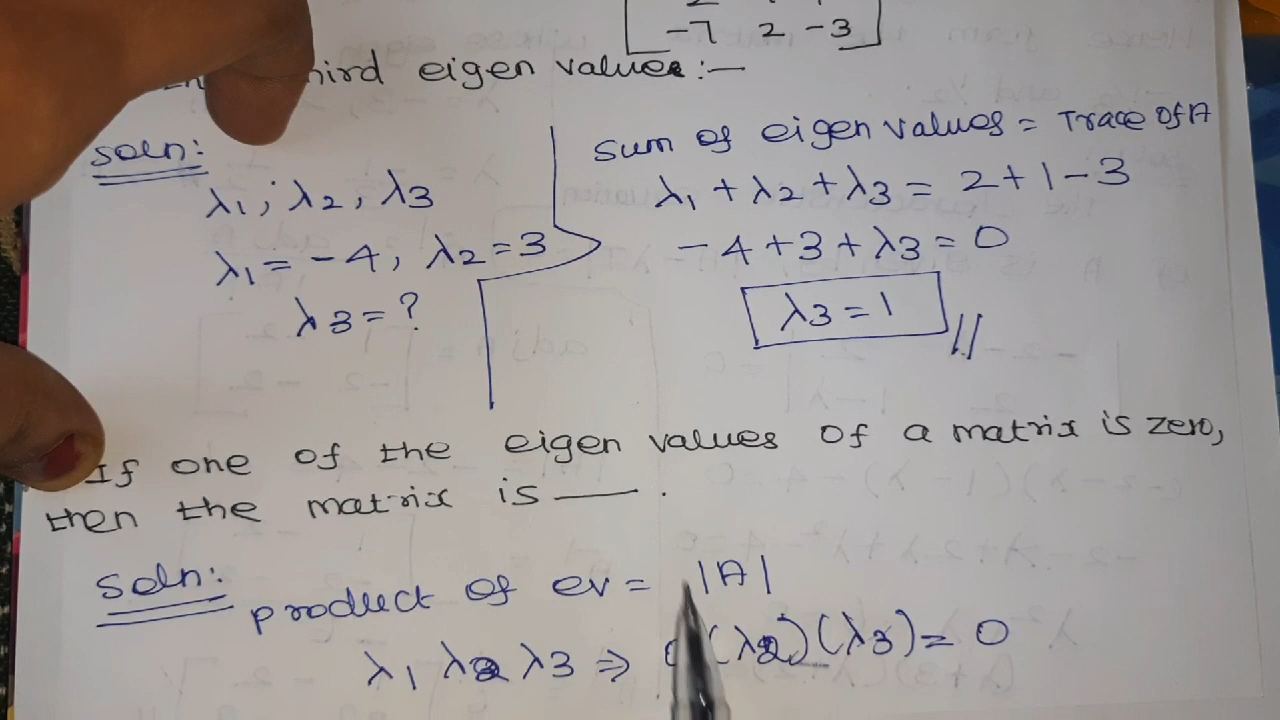 -7 2 -3
eigen values:-
Soln:
λ1, λ2, λ3
λ1 = -4, λ2 = 3
λ3 = ?
Sum of eigen values = Trace of A
λ1 + λ2 + λ3 = 2 + 1 - 3
-4 + 3 + λ3 = 0
λ3 = 1 //
If one of the eigen values of a matrix is zero,
then the matrix is ——.
Soln:
product of ev = |A|
λ1 λ2 λ3 ⇒ (λ2)(λ3) = 0